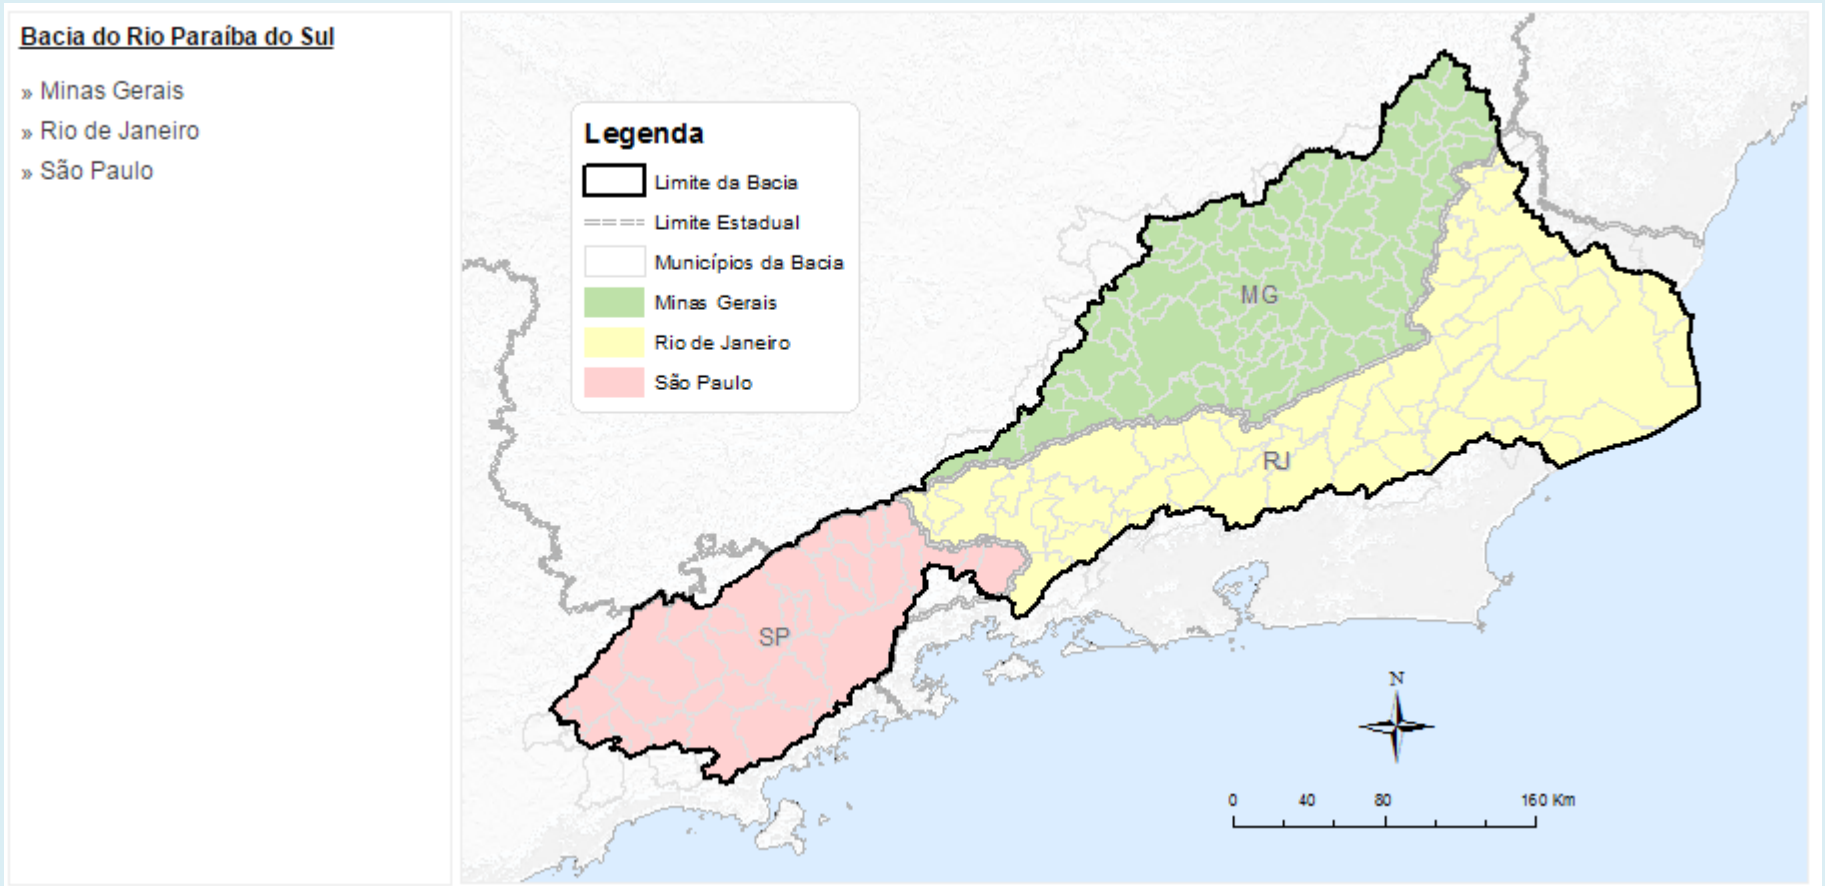 Bacia do Rio Paraíba do Sul
» Minas Gerais
» Rio de Janeiro
» São Paulo
Legenda
Limite da Bacia
Limite Estadual
Municípios da Bacia
Minas Gerais
Rio de Janeiro
São Paulo
MG
RJ
SP
N
0 40 80 160 Km